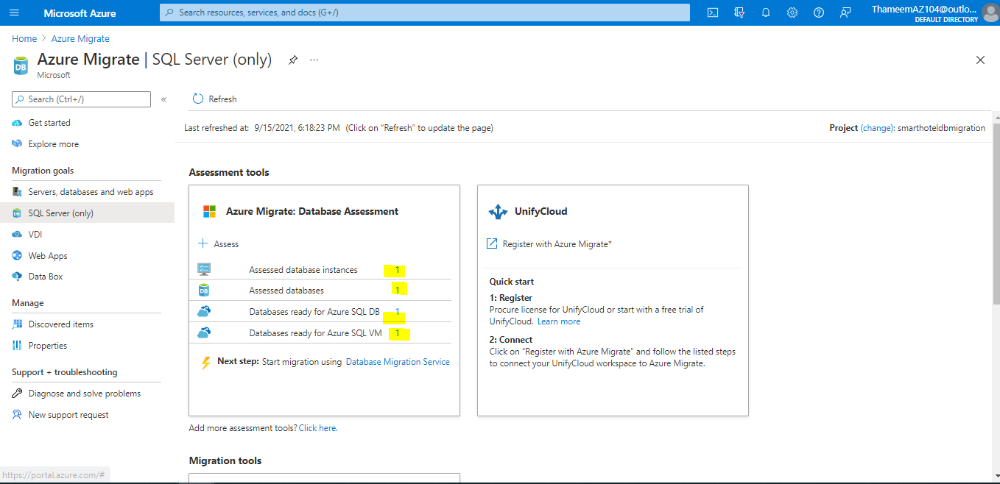 Microsoft Azure
Search resources, services, and docs (G+/)
ThameemAZ104@outlo...
DEFAULT DIRECTORY
Home > Azure Migrate
DB
Azure Migrate | SQL Server (only)
...
Microsoft
Search (Ctrl+/)
«
Refresh
Get started
Explore more
Migration goals
Servers, databases and web apps
SQL Server (only)
VDI
Web Apps
Data Box
Manage
Discovered items
Properties
Support + troubleshooting
Diagnose and solve problems
New support request
Last refreshed at: 9/15/2021, 6:18:23 PM (Click on “Refresh” to update the page)
Project (change): smarthoteldbmigration
Assessment tools
Azure Migrate: Database Assessment
Assess
Assessed database instances 1
Assessed databases 1
Databases ready for Azure SQL DB 1
Databases ready for Azure SQL VM 1
Next step: Start migration using Database Migration Service
UnifyCloud
Register with Azure Migrate*
Quick start
1: Register
Procure license for UnifyCloud or start with a free trial of
UnifyCloud. Learn more
2: Connect
Click on “Register with Azure Migrate” and follow the listed steps
to connect your UnifyCloud workspace to Azure Migrate.
Add more assessment tools? Click here.
Migration tools
https://portal.azure.com/#